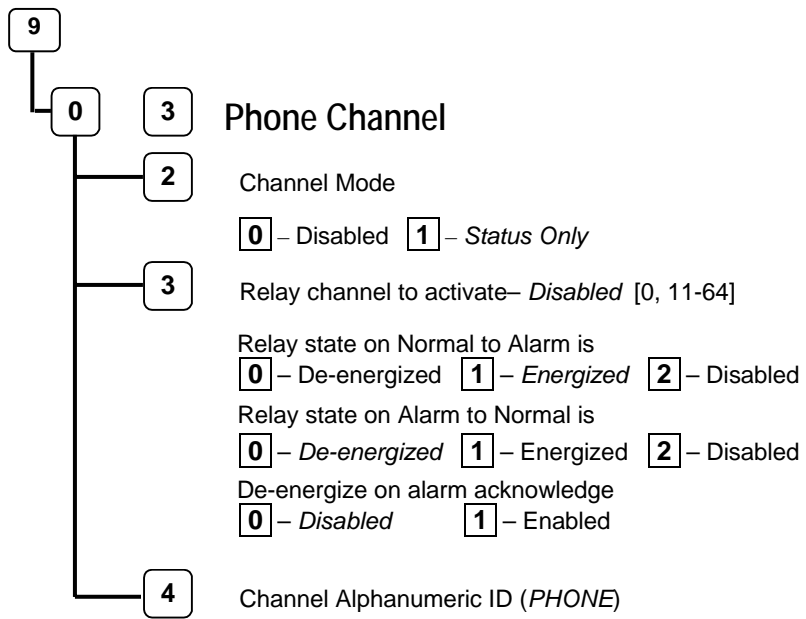 9
0 3 Phone Channel
2 Channel Mode
0 – Disabled 1 – Status Only
3 Relay channel to activate– Disabled [0, 11-64]
Relay state on Normal to Alarm is
0 – De-energized 1 – Energized 2 – Disabled
Relay state on Alarm to Normal is
0 – De-energized 1 – Energized 2 – Disabled
De-energize on alarm acknowledge
0 – Disabled 1 – Enabled
4 Channel Alphanumeric ID (PHONE)